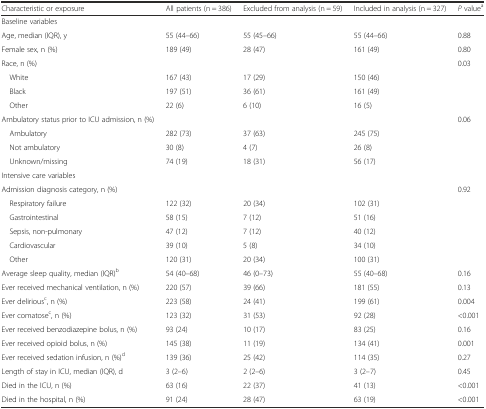 Characteristic or exposure All patients (n = 386) Excluded from analysis (n = 59) Included in analysis (n = 327) P value^a
Baseline variables
Age, median (IQR), y 55 (44–66) 55 (45–66) 55 (44–66) 0.88
Female sex, n (%) 189 (49) 28 (47) 161 (49) 0.80
Race, n (%) 0.03
White 167 (43) 17 (29) 150 (46)
Black 197 (51) 36 (61) 161 (49)
Other 22 (6) 6 (10) 16 (5)
Ambulatory status prior to ICU admission, n (%) 0.06
Ambulatory 282 (73) 37 (63) 245 (75)
Not ambulatory 30 (8) 4 (7) 26 (8)
Unknown/missing 74 (19) 18 (31) 56 (17)
Intensive care variables
Admission diagnosis category, n (%) 0.92
Respiratory failure 122 (32) 20 (34) 102 (31)
Gastrointestinal 58 (15) 7 (12) 51 (16)
Sepsis, non-pulmonary 47 (12) 7 (12) 40 (12)
Cardiovascular 39 (10) 5 (8) 34 (10)
Other 120 (31) 20 (34) 100 (31)
Average sleep quality, median (IQR)^b 54 (40–68) 46 (0–73) 55 (40–68) 0.16
Ever received mechanical ventilation, n (%) 220 (57) 39 (66) 181 (55) 0.13
Ever delirious^c, n (%) 223 (58) 24 (41) 199 (61) 0.004
Ever comatose^c, n (%) 123 (32) 31 (53) 92 (28) <0.001
Ever received benzodiazepine bolus, n (%) 93 (24) 10 (17) 83 (25) 0.16
Ever received opioid bolus, n (%) 145 (38) 11 (19) 134 (41) 0.001
Ever received sedation infusion, n (%)^d 139 (36) 25 (42) 114 (35) 0.27
Length of stay in ICU, median (IQR), d 3 (2–6) 2 (2–6) 3 (2–7) 0.45
Died in the ICU, n (%) 63 (16) 22 (37) 41 (13) <0.001
Died in the hospital, n (%) 91 (24) 28 (47) 63 (19) <0.001